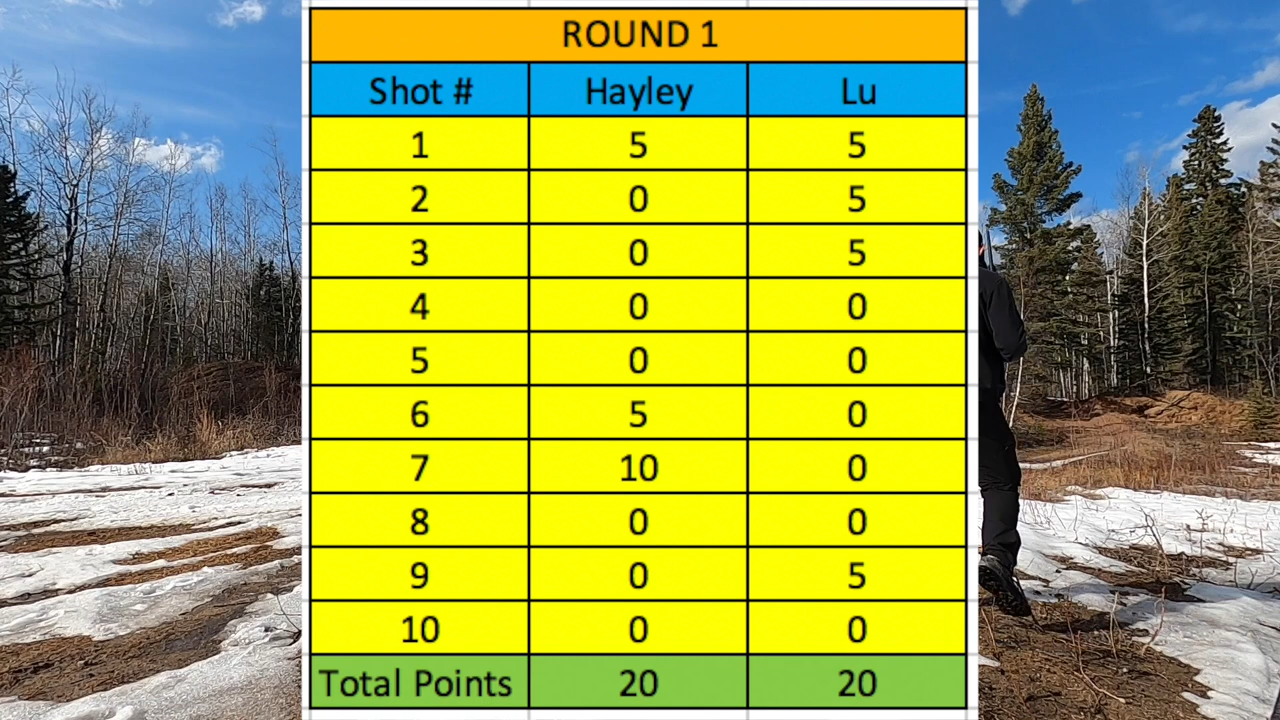 ROUND 1
Shot # Hayley Lu
1 5 5
2 0 5
3 0 5
4 0 0
5 0 0
6 5 0
7 10 0
8 0 0
9 0 5
10 0 0
Total Points 20 20